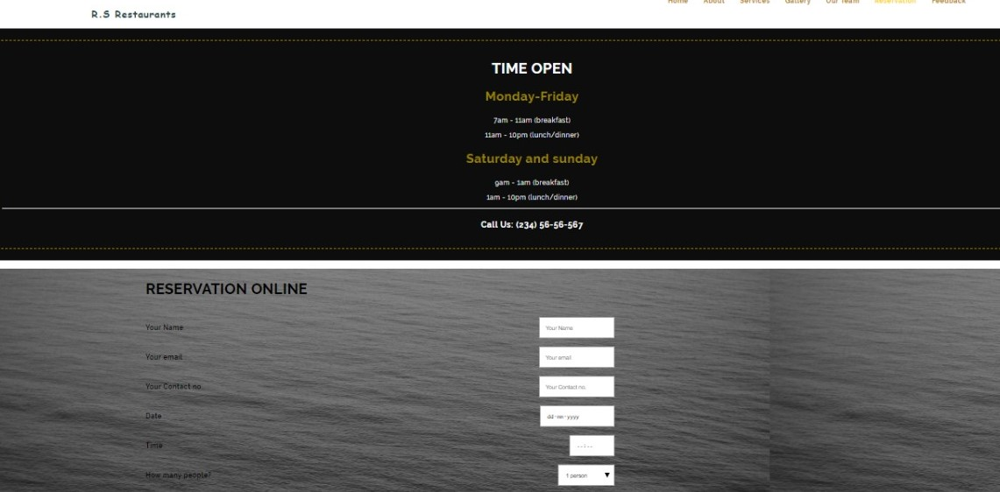 Home About Services Gallery Our Team Reservation Feedback
R.S Restaurants
TIME OPEN
Monday-Friday
7am - 11am (breakfast)
11am - 10pm (lunch/dinner)
Saturday and sunday
9am - 1am (breakfast)
1am - 10pm (lunch/dinner)
Call Us: (234) 56-56-567
RESERVATION ONLINE
Your Name Your Name
Your email Your email
Your Contact no. Your Contact no.
Date dd-mm-yyyy
Time --:--
How many people? 1 person